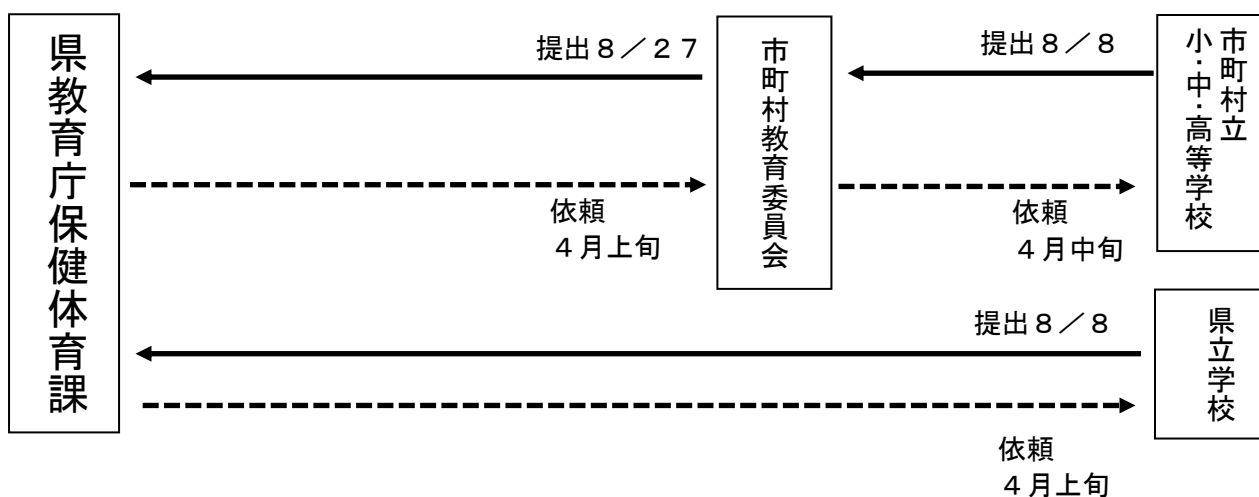 県教育庁保健体育課
提出８／２７
市町村教育委員会
提出８／８
市町村立
小・中・高等学校
依頼
４月上旬
依頼
４月中旬
提出８／８
県立学校
依頼
４月上旬